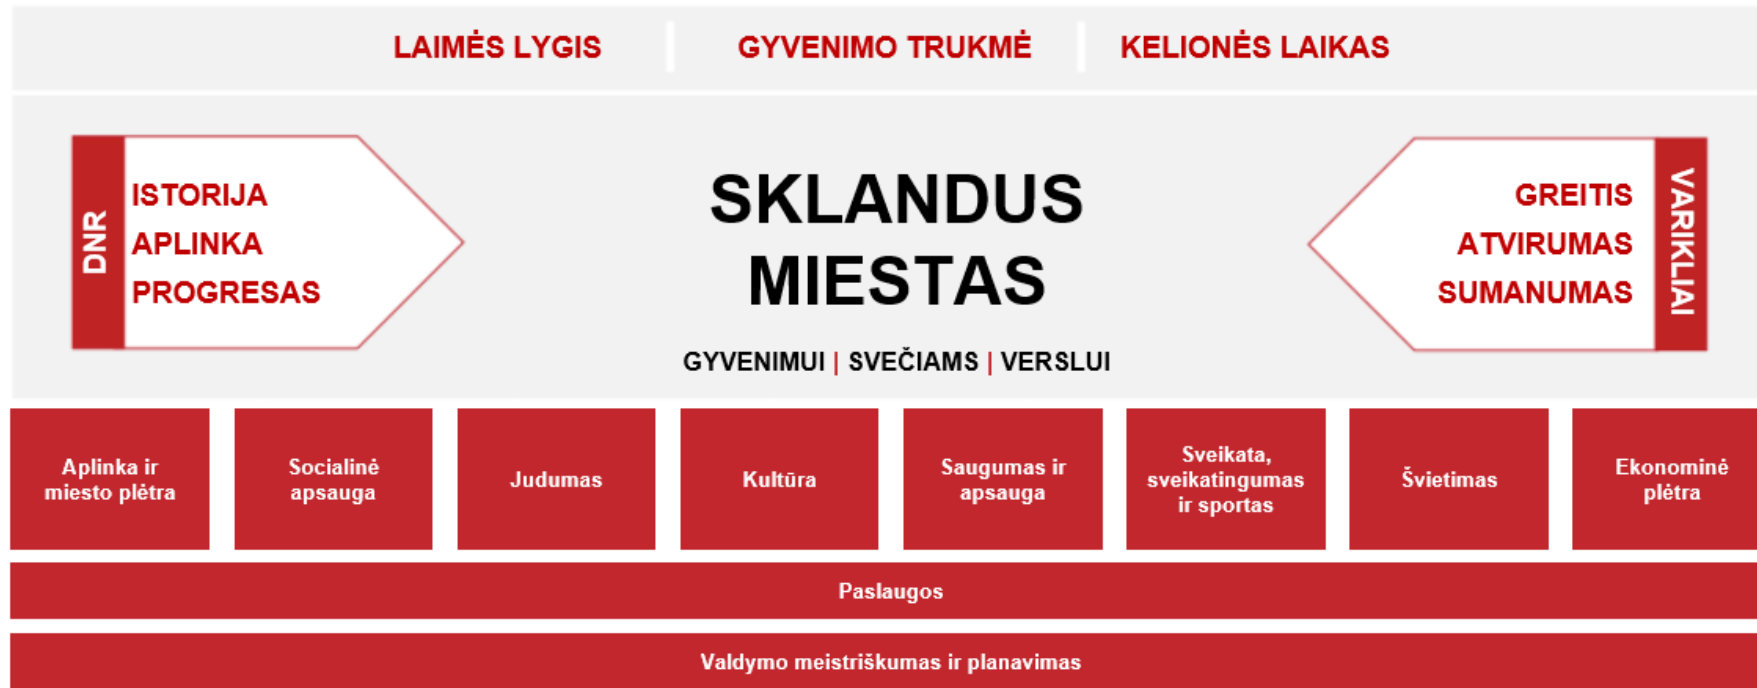 LAIMĖS LYGIS
GYVENIMO TRUKMĖ
KELIONĖS LAIKAS
DNR
ISTORIJA
APLINKA
PROGRESAS
SKLANDUS
MIESTAS
GYVENIMUI | SVEČIAMS | VERSLUI
GREITIS
ATVIRUMAS
SUMANUMAS
VARIKLIAI
Aplinka ir
miesto plėtra
Socialinė
apsauga
Judumas
Kultūra
Saugumas ir
apsauga
Sveikata,
sveikatingumas
ir sportas
Švietimas
Ekonominė
plėtra
Paslaugos
Valdymo meistriškumas ir planavimas